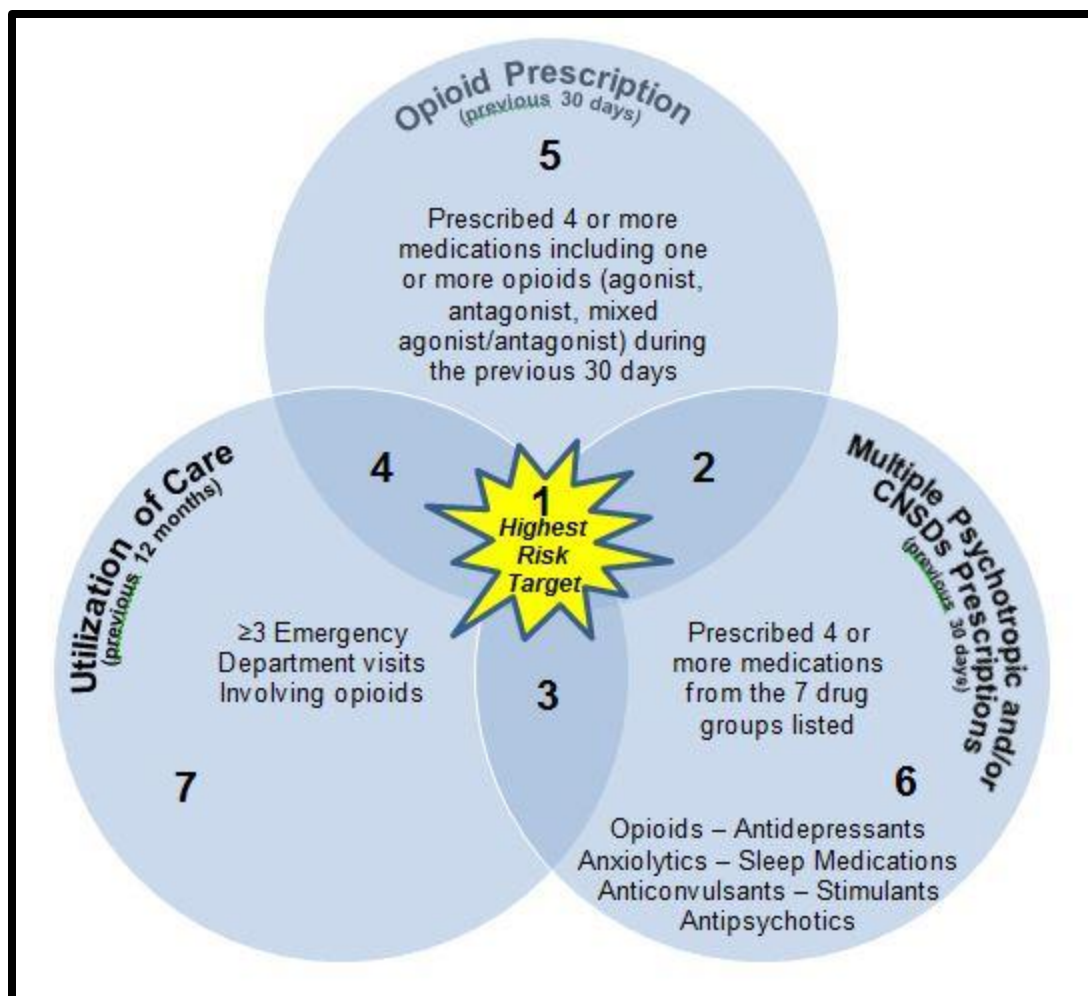 Opioid Prescription
(previous 30 days)
5
Prescribed 4 or more
medications including one
or more opioids (agonist,
antagonist, mixed
agonist/antagonist) during
the previous 30 days
4
2
1
Highest
Risk
Target
Utilization of Care
(previous 12 months)
≥3 Emergency
Department visits
Involving opioids
7
3
Multiple Psychotropic and/or
CNSDs Prescriptions
(previous 30 days)
Prescribed 4 or
more medications
from the 7 drug
groups listed
6
Opioids – Antidepressants
Anxiolytics – Sleep Medications
Anticonvulsants – Stimulants
Antipsychotics